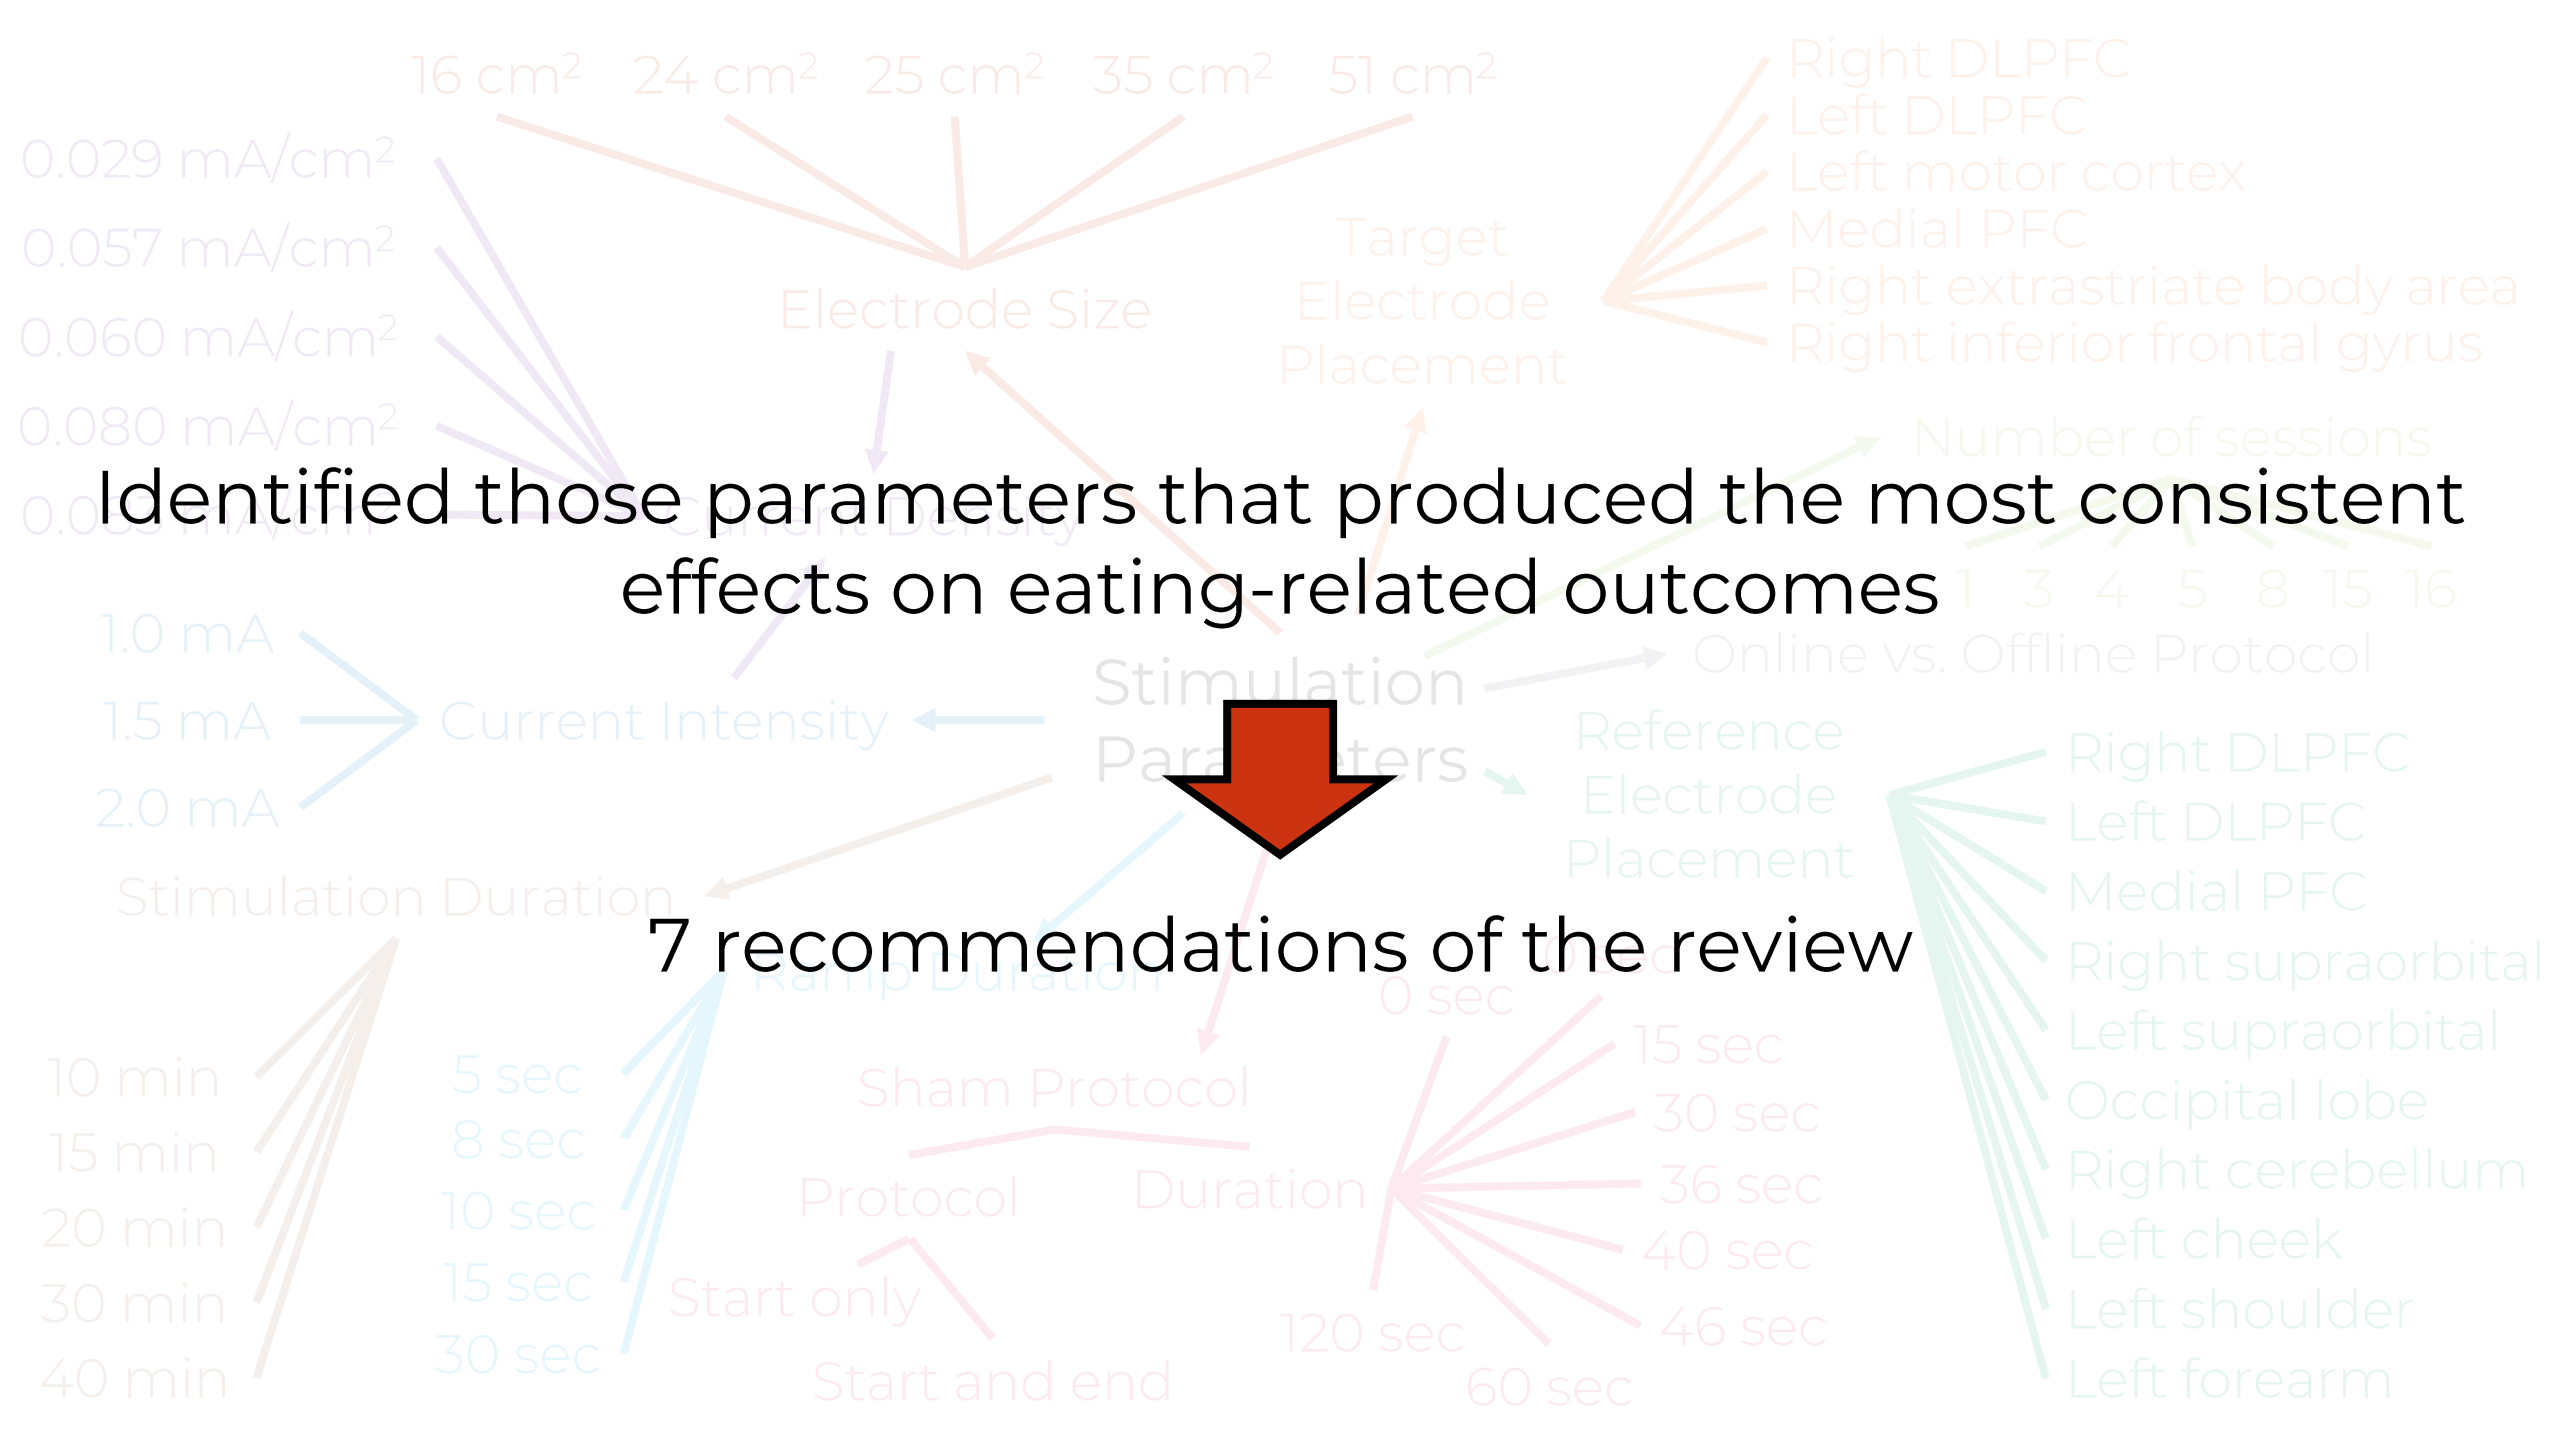 16 cm² 24 cm² 25 cm² 35 cm² 51 cm²
0.029 mA/cm²
0.057 mA/cm²
0.060 mA/cm²
0.080 mA/cm²
Electrode Size
Target
Electrode
Placement
Right DLPFC
Left DLPFC
Left motor cortex
Medial PFC
Right extrastriate body area
Right inferior frontal gyrus
Number of sessions
1 3 4 5 8 15 16
Current Density
Identified those parameters that produced the most consistent
effects on eating-related outcomes
1.0 mA
1.5 mA
2.0 mA
Current Intensity
Stimulation
Parameters
Online vs. Offline Protocol
Reference
Electrode
Placement
Right DLPFC
Left DLPFC
Medial PFC
Right supraorbital
Left supraorbital
Occipital lobe
Right cerebellum
Left cheek
Left shoulder
Left forearm
Stimulation Duration
7 recommendations of the review
10 min
15 min
20 min
30 min
40 min
Ramp Duration
5 sec
8 sec
10 sec
15 sec
30 sec
Sham Protocol
Protocol
Duration
Start only
Start and end
0 sec
15 sec
30 sec
36 sec
40 sec
46 sec
60 sec
120 sec